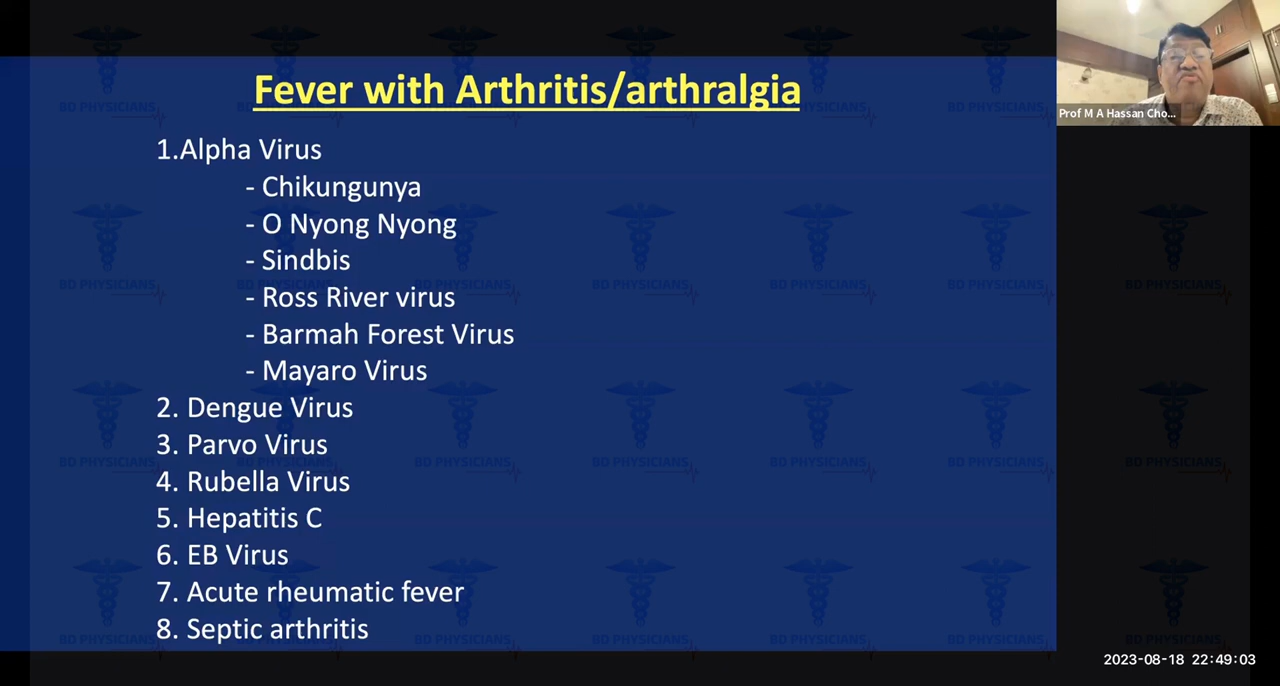 Fever with Arthritis/arthralgia
1.Alpha Virus
- Chikungunya
- O Nyong Nyong
- Sindbis
- Ross River virus
- Barmah Forest Virus
- Mayaro Virus
2. Dengue Virus
3. Parvo Virus
4. Rubella Virus
5. Hepatitis C
6. EB Virus
7. Acute rheumatic fever
8. Septic arthritis
Prof M A Hassan Cho...
BD PHYSICIANS
2023-08-18 22:49:03